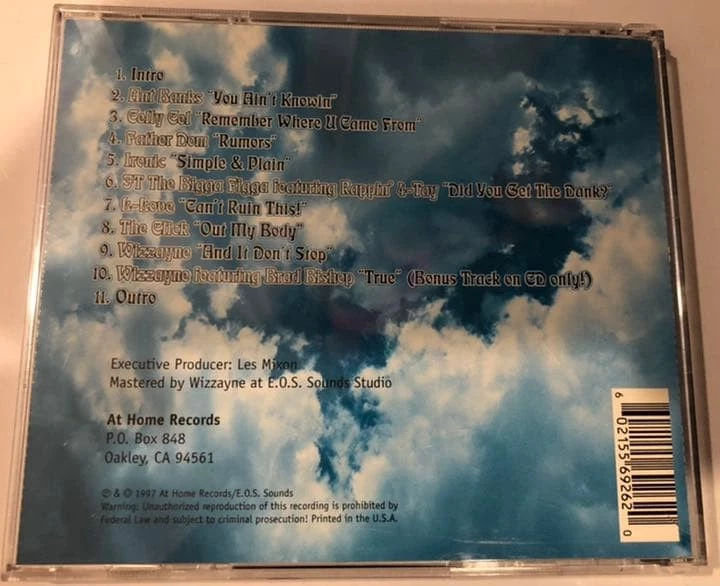 1. Intro
2. Ant Banks "You Ain't Knowin"
3. Celly Cel "Remember Where U Came From"
4. Father Dom "Rumors"
5. Ironic "Simple & Plain"
6. JT The Bigga Figga featuring Rappin' 4-Tay "Did You Get The Dank?"
7. K-Love "Can't Ruin This!"
8. The Click "Out My Body"
9. Wizzayne "And It Don't Stop"
10. Wizzayne featuring Brad Bishop "True" (Bonus Track on CD only!)
11. Outro
Executive Producer: Les Mixon
Mastered by Wizzayne at E.O.S. Sounds Studio
At Home Records
P.O. Box 848
Oakley, CA 94561
℗ & © 1997 At Home Records/E.O.S. Sounds
Warning: Unauthorized reproduction of this recording is prohibited by
Federal Law and subject to criminal prosecution! Printed in the U.S.A.
6 02155 69262 0